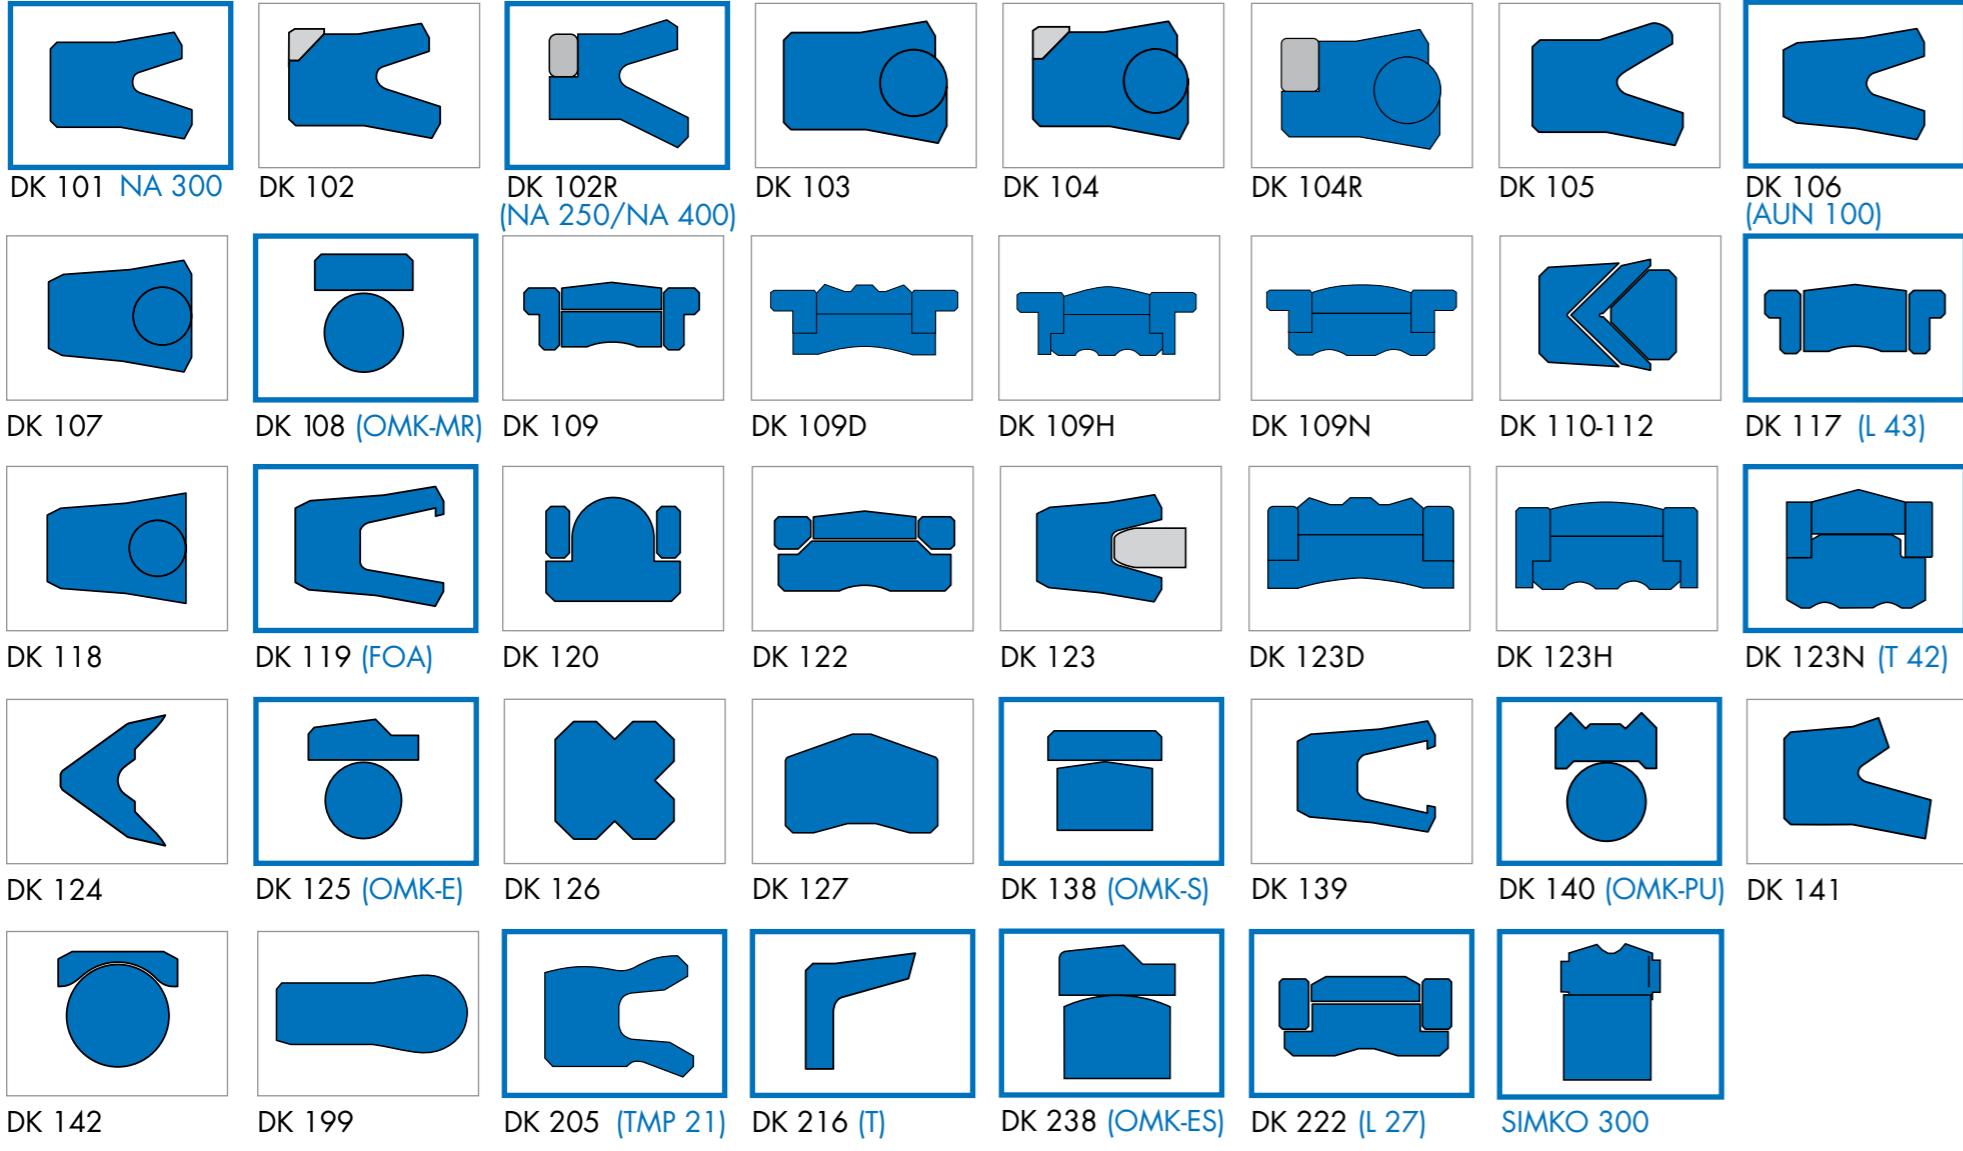 DK 101 NA 300
DK 102
DK 102R
(NA 250/NA 400)
DK 103
DK 104
DK 104R
DK 105
DK 106
(AUN 100)
DK 107
DK 108 (OMK-MR)
DK 109
DK 109D
DK 109H
DK 109N
DK 110-112
DK 117 (L 43)
DK 118
DK 119 (FOA)
DK 120
DK 122
DK 123
DK 123D
DK 123H
DK 123N (T 42)
DK 124
DK 125 (OMK-E)
DK 126
DK 127
DK 138 (OMK-S)
DK 139
DK 140 (OMK-PU)
DK 141
DK 142
DK 199
DK 205 (TMP 21)
DK 216 (T)
DK 238 (OMK-ES)
DK 222 (L 27)
SIMKO 300